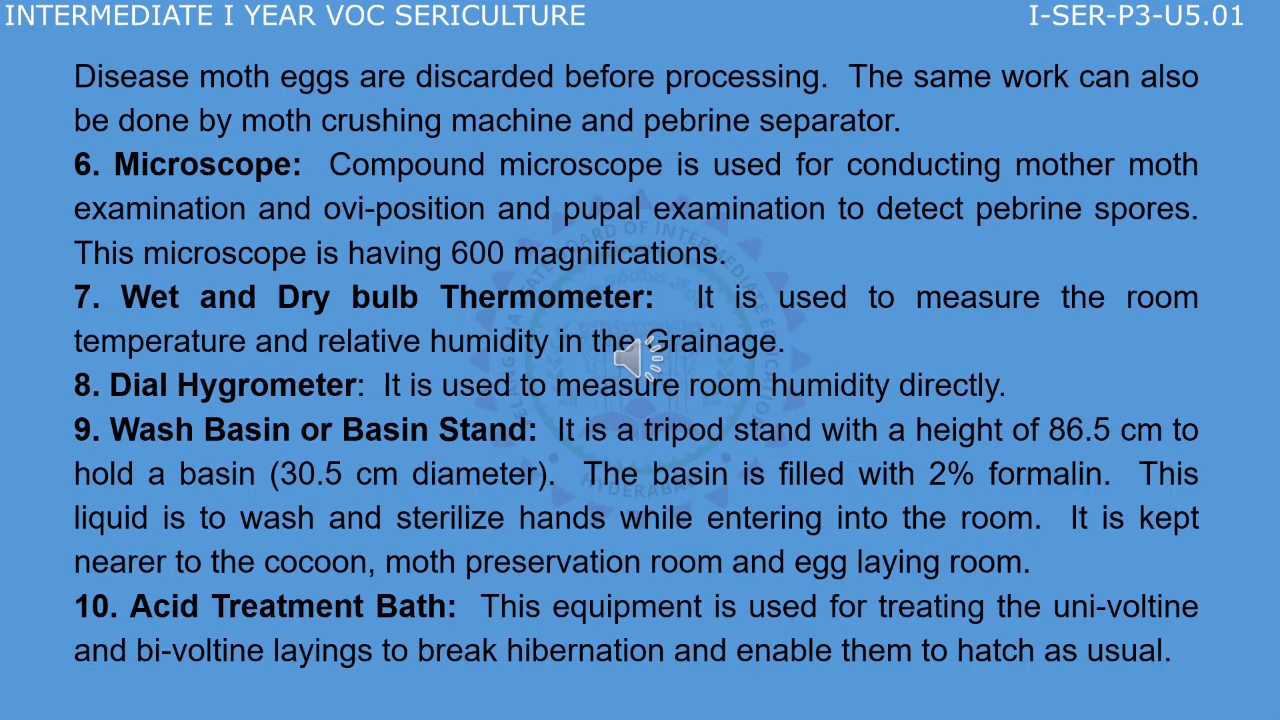 INTERMEDIATE I YEAR VOC SERICULTURE I-SER-P3-U5.01
Disease moth eggs are discarded before processing. The same work can also
be done by moth crushing machine and pebrine separator.
6. Microscope: Compound microscope is used for conducting mother moth
examination and ovi-position and pupal examination to detect pebrine spores.
This microscope is having 600 magnifications.
7. Wet and Dry bulb Thermometer: It is used to measure the room
temperature and relative humidity in the Grainage.
8. Dial Hygrometer: It is used to measure room humidity directly.
9. Wash Basin or Basin Stand: It is a tripod stand with a height of 86.5 cm to
hold a basin (30.5 cm diameter). The basin is filled with 2% formalin. This
liquid is to wash and sterilize hands while entering into the room. It is kept
nearer to the cocoon, moth preservation room and egg laying room.
10. Acid Treatment Bath: This equipment is used for treating the uni-voltine
and bi-voltine layings to break hibernation and enable them to hatch as usual.
TELANGANA STATE BOARD OF INTERMEDIATE EDUCATION
HYDERABAD